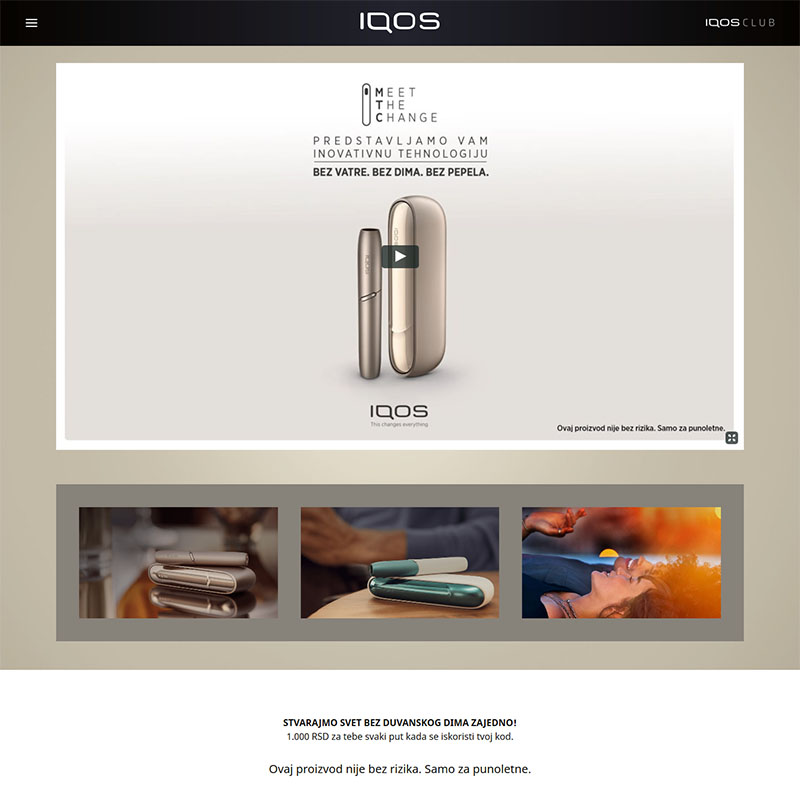 IQOS
IQOS CLUB
MEET
THE
CHANGE
PREDSTAVLJAMO VAM
INOVATIVNU TEHNOLOGIJU
BEZ VATRE. BEZ DIMA. BEZ PEPELA.
IQOS
This changes everything
Ovaj proizvod nije bez rizika. Samo za punoletne.
STVARAJMO SVET BEZ DUVANSKOG DIMA ZAJEDNO!
1.000 RSD za tebe svaki put kada se iskoristi tvoj kod.
Ovaj proizvod nije bez rizika. Samo za punoletne.